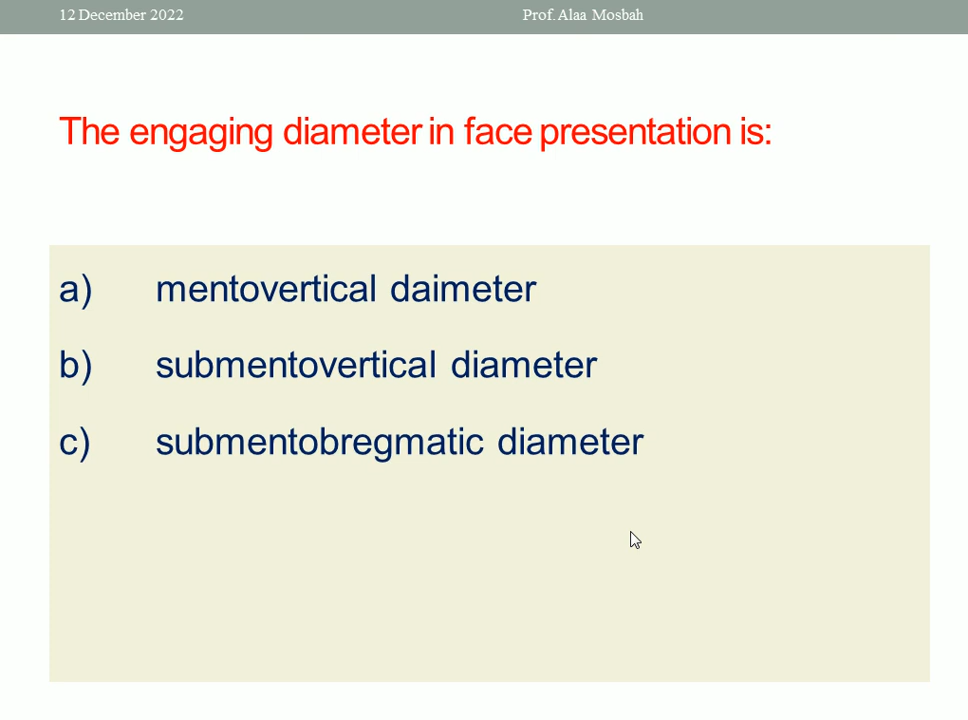 12 December 2022 Prof. Alaa Mosbah
The engaging diameter in face presentation is:
a) mentovertical daimeter
b) submentovertical diameter
c) submentobregmatic diameter